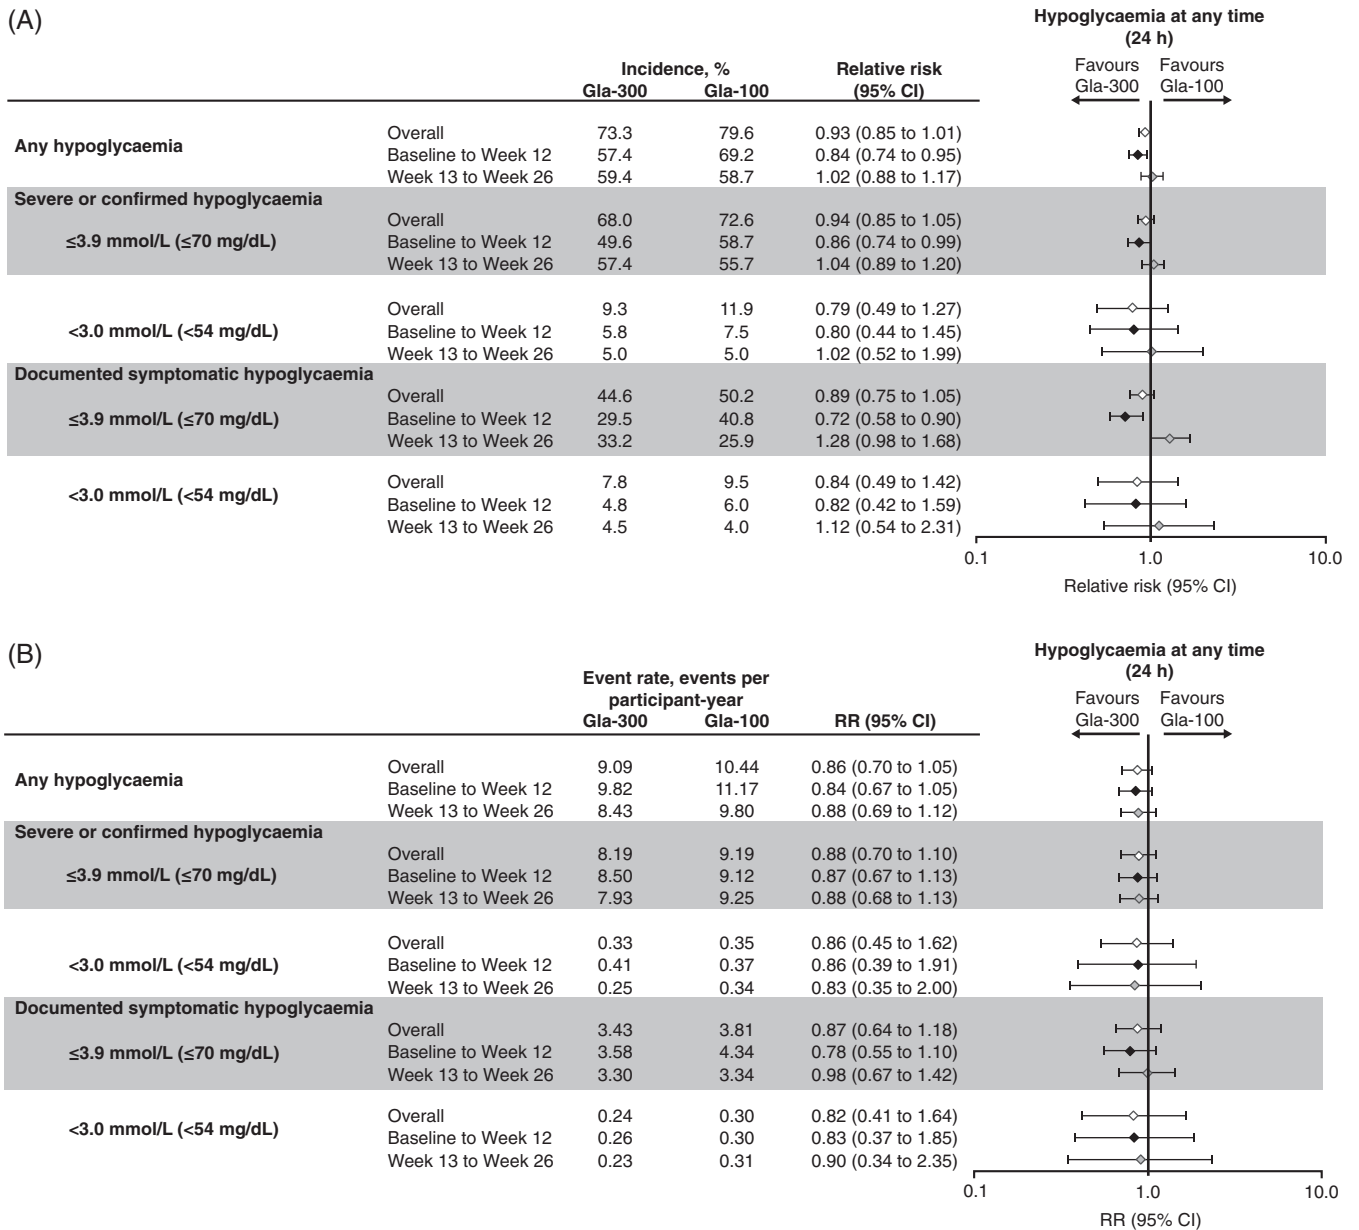 (A)
Hypoglycaemia at any time
(24 h)
Incidence, %
Relative risk
Favours Favours
Gla-300 Gla-100 (95% CI) Gla-300 Gla-100
Any hypoglycaemia
Overall 73.3 79.6 0.93 (0.85 to 1.01)
Baseline to Week 12 57.4 69.2 0.84 (0.74 to 0.95)
Week 13 to Week 26 59.4 58.7 1.02 (0.88 to 1.17)
Severe or confirmed hypoglycaemia
≤3.9 mmol/L (≤70 mg/dL)
Overall 68.0 72.6 0.94 (0.85 to 1.05)
Baseline to Week 12 49.6 58.7 0.86 (0.74 to 0.99)
Week 13 to Week 26 57.4 55.7 1.04 (0.89 to 1.20)
<3.0 mmol/L (<54 mg/dL)
Overall 9.3 11.9 0.79 (0.49 to 1.27)
Baseline to Week 12 5.8 7.5 0.80 (0.44 to 1.45)
Week 13 to Week 26 5.0 5.0 1.02 (0.52 to 1.99)
Documented symptomatic hypoglycaemia
≤3.9 mmol/L (≤70 mg/dL)
Overall 44.6 50.2 0.89 (0.75 to 1.05)
Baseline to Week 12 29.5 40.8 0.72 (0.58 to 0.90)
Week 13 to Week 26 33.2 25.9 1.28 (0.98 to 1.68)
<3.0 mmol/L (<54 mg/dL)
Overall 7.8 9.5 0.84 (0.49 to 1.42)
Baseline to Week 12 4.8 6.0 0.82 (0.42 to 1.59)
Week 13 to Week 26 4.5 4.0 1.12 (0.54 to 2.31)
0.1 1.0 10.0
Relative risk (95% CI)
(B)
Hypoglycaemia at any time
(24 h)
Event rate, events per
participant-year
Favours Favours
Gla-300 Gla-100 RR (95% CI) Gla-300 Gla-100
Any hypoglycaemia
Overall 9.09 10.44 0.86 (0.70 to 1.05)
Baseline to Week 12 9.82 11.17 0.84 (0.67 to 1.05)
Week 13 to Week 26 8.43 9.80 0.88 (0.69 to 1.12)
Severe or confirmed hypoglycaemia
≤3.9 mmol/L (≤70 mg/dL)
Overall 8.19 9.19 0.88 (0.70 to 1.10)
Baseline to Week 12 8.50 9.12 0.87 (0.67 to 1.13)
Week 13 to Week 26 7.93 9.25 0.88 (0.68 to 1.13)
<3.0 mmol/L (<54 mg/dL)
Overall 0.33 0.35 0.86 (0.45 to 1.62)
Baseline to Week 12 0.41 0.37 0.86 (0.39 to 1.91)
Week 13 to Week 26 0.25 0.34 0.83 (0.35 to 2.00)
Documented symptomatic hypoglycaemia
≤3.9 mmol/L (≤70 mg/dL)
Overall 3.43 3.81 0.87 (0.64 to 1.18)
Baseline to Week 12 3.58 4.34 0.78 (0.55 to 1.10)
Week 13 to Week 26 3.30 3.34 0.98 (0.67 to 1.42)
<3.0 mmol/L (<54 mg/dL)
Overall 0.24 0.30 0.82 (0.41 to 1.64)
Baseline to Week 12 0.26 0.30 0.83 (0.37 to 1.85)
Week 13 to Week 26 0.23 0.31 0.90 (0.34 to 2.35)
0.1 1.0 10.0
RR (95% CI)